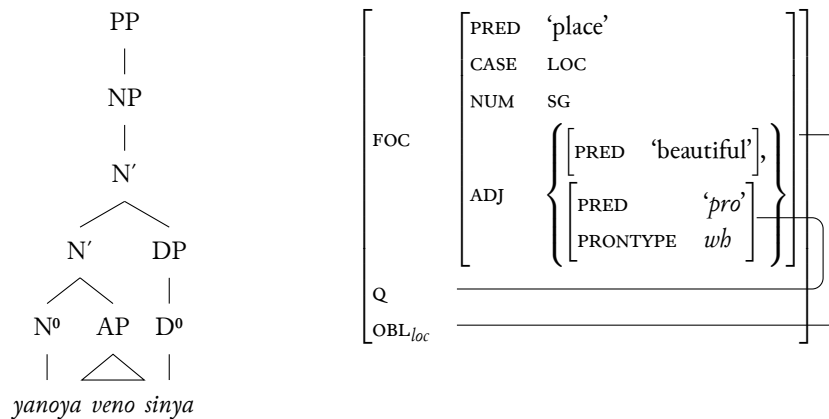 PP
NP
N′
N′ DP
N⁰ AP D⁰
yanoya veno sinya
FOC
PRED ‘place’
CASE LOC
NUM SG
ADJ
[PRED ‘beautiful’],
PRED ‘pro’
PRONTYPE wh
Q
OBL_loc